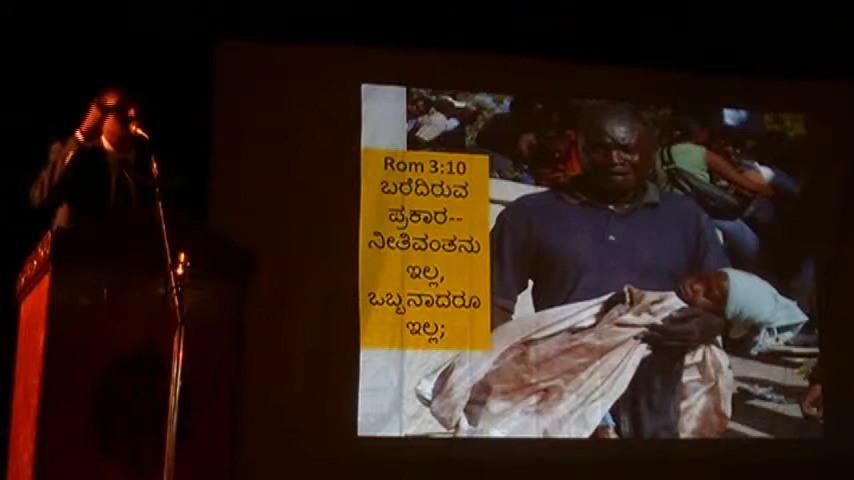 Rom 3:10
ಬರೆದಿರುವ
ಪ್ರಕಾರ--
ನೀತಿವಂತನು
ಇಲ್ಲ,
ಒಬ್ಬನಾದರೂ
ಇಲ್ಲ;